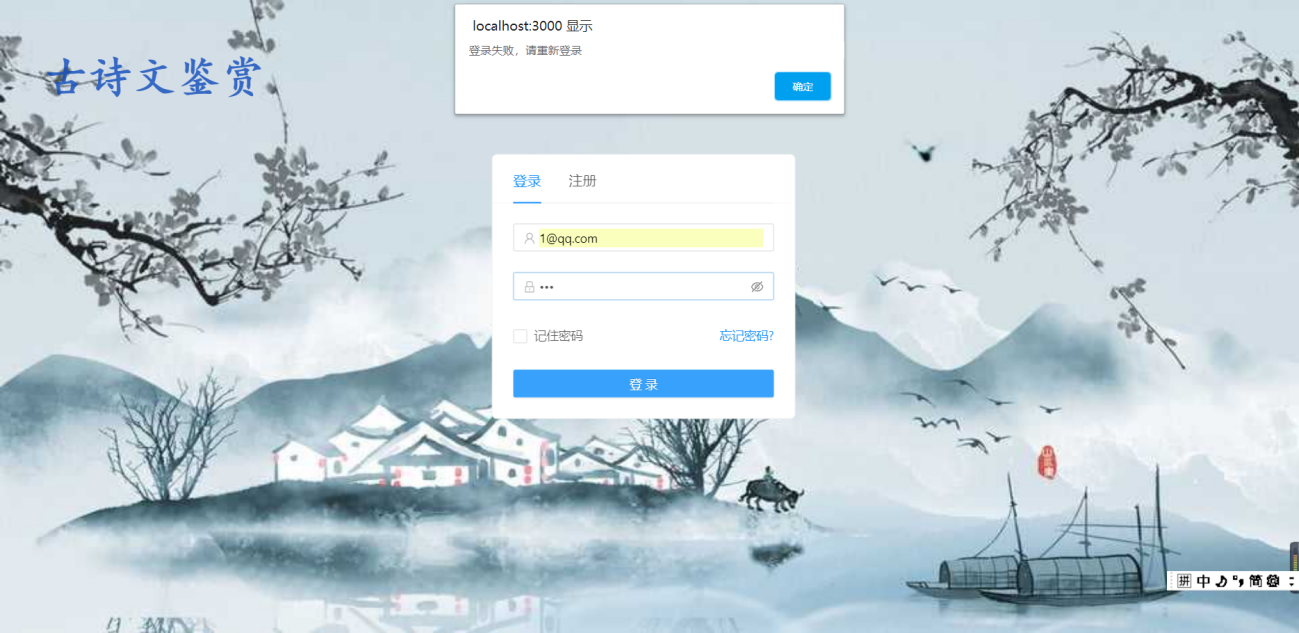 localhost:3000 显示
登录失败，请重新登录
确定
古诗文鉴赏
登录 注册
1@qq.com
•••
记住密码 忘记密码?
登 录
拼 中 简